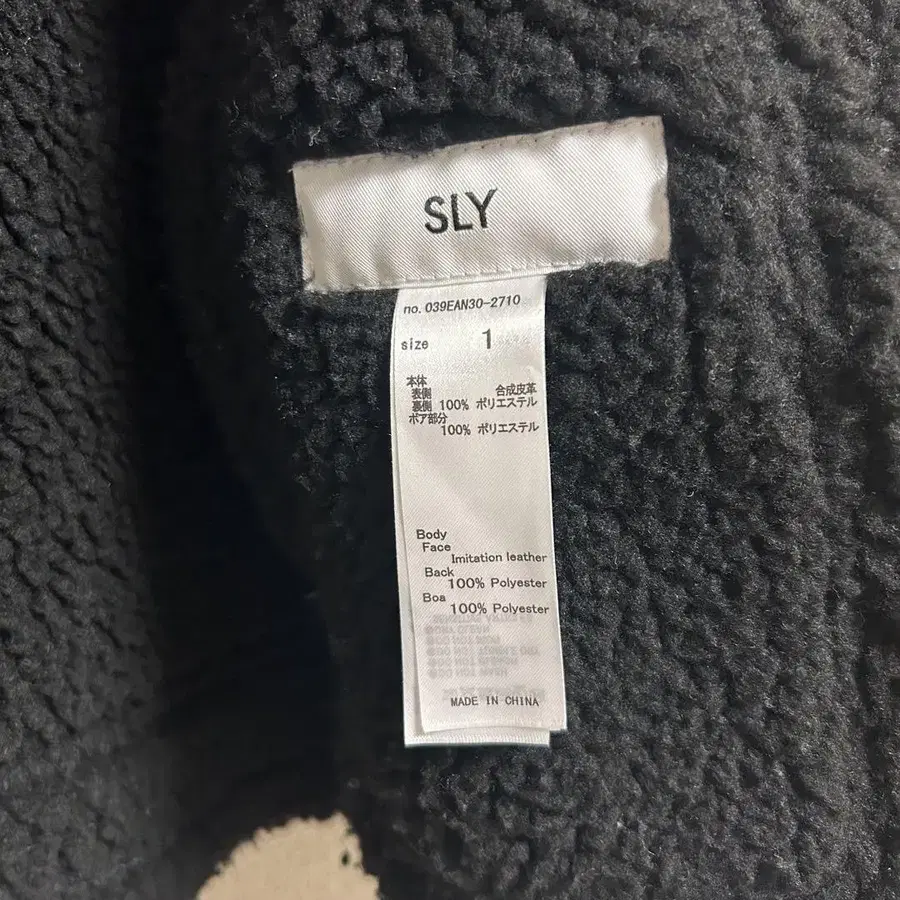 SLY
no. 039EAN30-2710
size 1
本体
表側 合成皮革
裏側 100% ポリエステル
ボア部分
100% ポリエステル
Body
Face
Imitation leather
Back
100% Polyester
Boa
100% Polyester
MADE IN CHINA